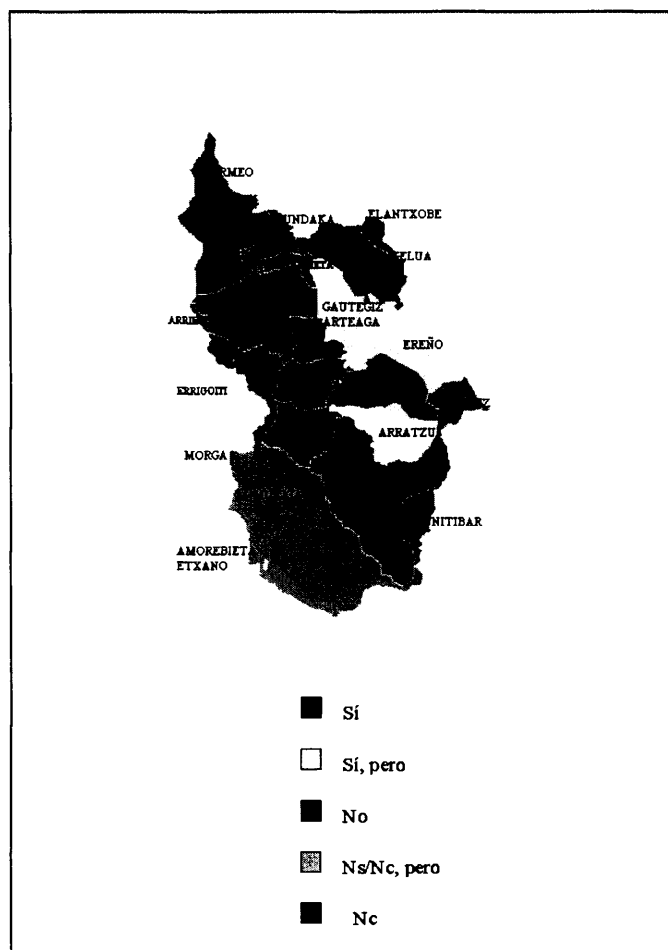 RMEO
UNDAKA
ELANTXOBE
ELUA
GAUTEGIZ
ARTEAGA
ARRI
EREÑO
ERRIGOITI
Z
ARRATZU
MORGA
NITIBAR
AMOREBIET
ETXANO
Sí
Sí, pero
No
Ns/Nc, pero
Nc